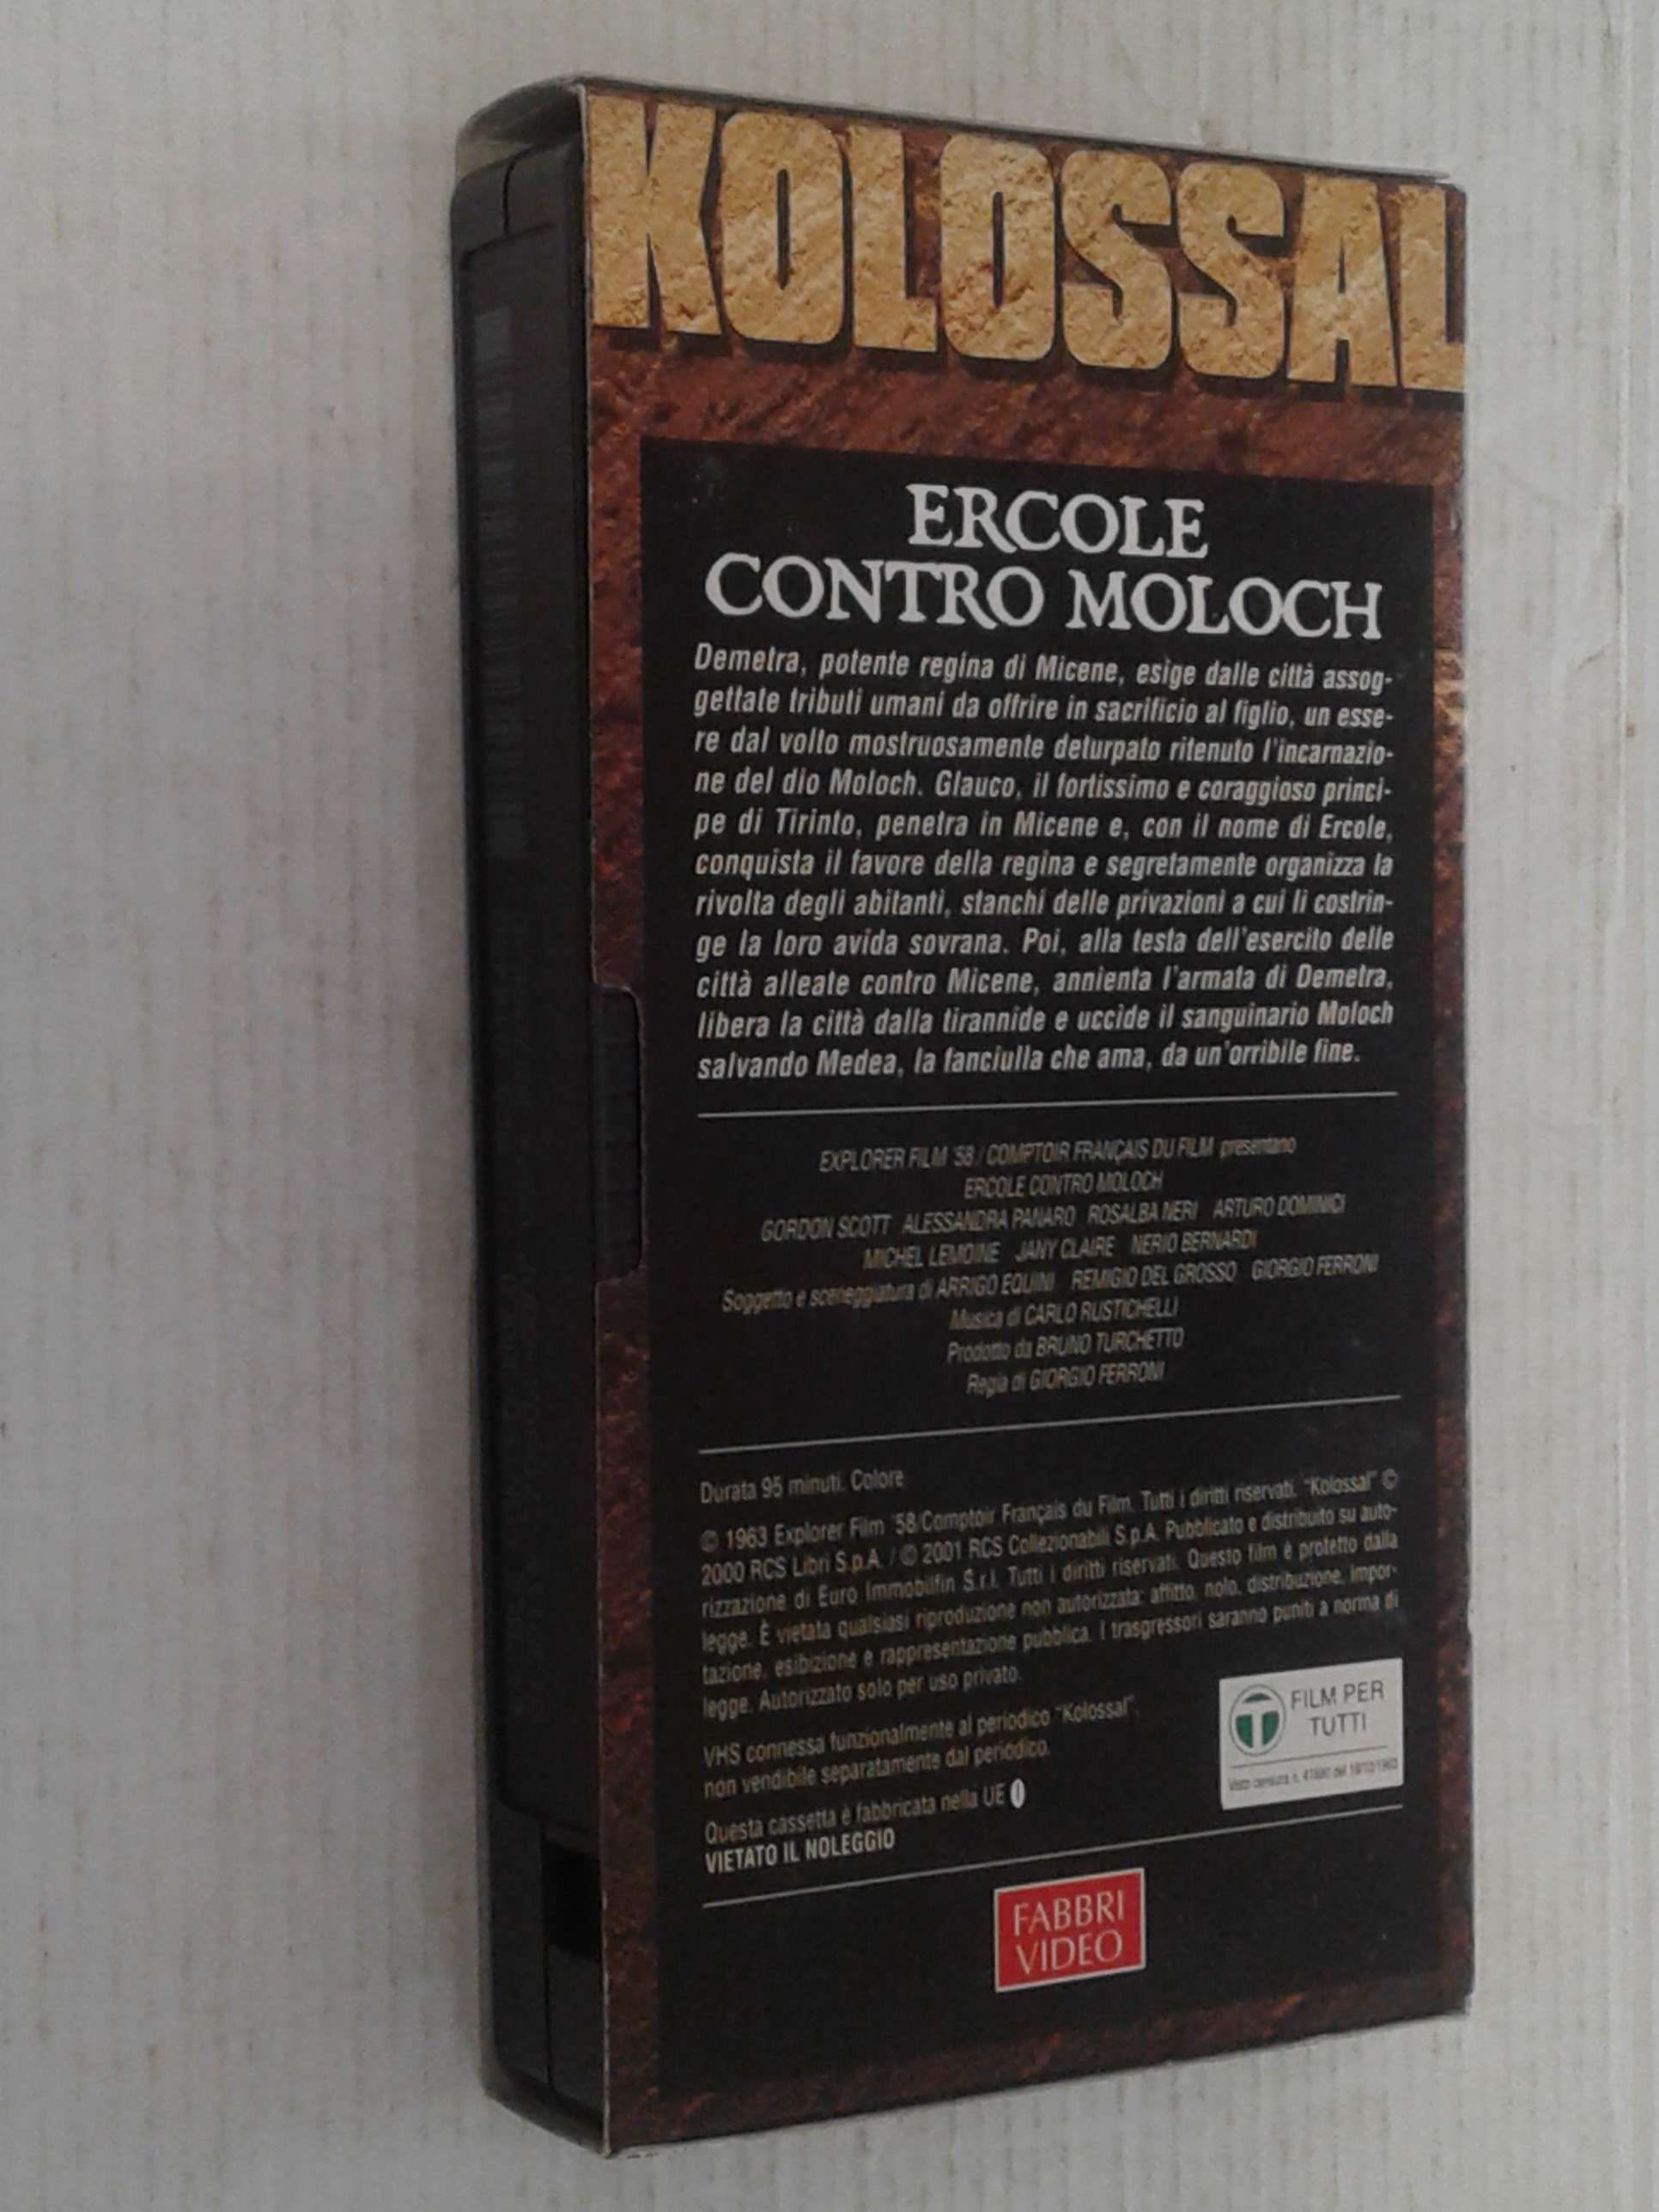 KOLOSSAL
ERCOLE
CONTRO MOLOCH
Demetra, potente regina di Micene, esige dalle città assog-
gettate tributi umani da offrire in sacrificio al figlio, un esse-
re dal volto mostruosamente deturpato ritenuto l'incarnazio-
ne del dio Moloch. Glauco, il fortissimo e coraggioso princi-
pe di Tirinto, penetra in Micene e, con il nome di Ercole,
conquista il favore della regina e segretamente organizza la
rivolta degli abitanti, stanchi delle privazioni a cui li costrin-
ge la loro avida sovrana. Poi, alla testa dell'esercito delle
città alleate contro Micene, annienta l'armata di Demetra,
libera la città dalla tirannide e uccide il sanguinario Moloch
salvando Medea, la fanciulla che ama, da un'orribile fine.
EXPLORER FILM '58 / COMPTOIR FRANÇAIS DU FILM presentano
ERCOLE CONTRO MOLOCH
GORDON SCOTT ALESSANDRA PANARO ROSALBA NERI ARTURO DOMINICI
MICHEL LEMOINE JANY CLAIRE NERIO BERNARDI
Soggetto e sceneggiatura di ARRIGO EQUINI REMIGIO DEL GROSSO GIORGIO FERRONI
Musica di CARLO RUSTICHELLI
Prodotto da BRUNO TURCHETTO
Regia di GIORGIO FERRONI
Durata 95 minuti. Colore
© 1963 Explorer Film '58/Comptoir Français du Film. Tutti i diritti riservati. "Kolossal" ©
2000 RCS Libri S.p.A. / © 2001 RCS Collezionabili S.p.A. Pubblicato e distribuito su auto-
rizzazione di Euro Immobilfin S.r.l. Tutti i diritti riservati. Questo film è protetto dalla
legge. È vietata qualsiasi riproduzione non autorizzata: affitto, nolo, distribuzione, impor-
tazione, esibizione e rappresentazione pubblica. I trasgressori saranno puniti a norma di
legge. Autorizzato solo per uso privato.
VHS connessa funzionalmente al periodico "Kolossal",
non vendibile separatamente dal periodico.
Questa cassetta è fabbricata nella UE
VIETATO IL NOLEGGIO
T FILM PER
TUTTI
Visto censura n.
FABBRI
VIDEO